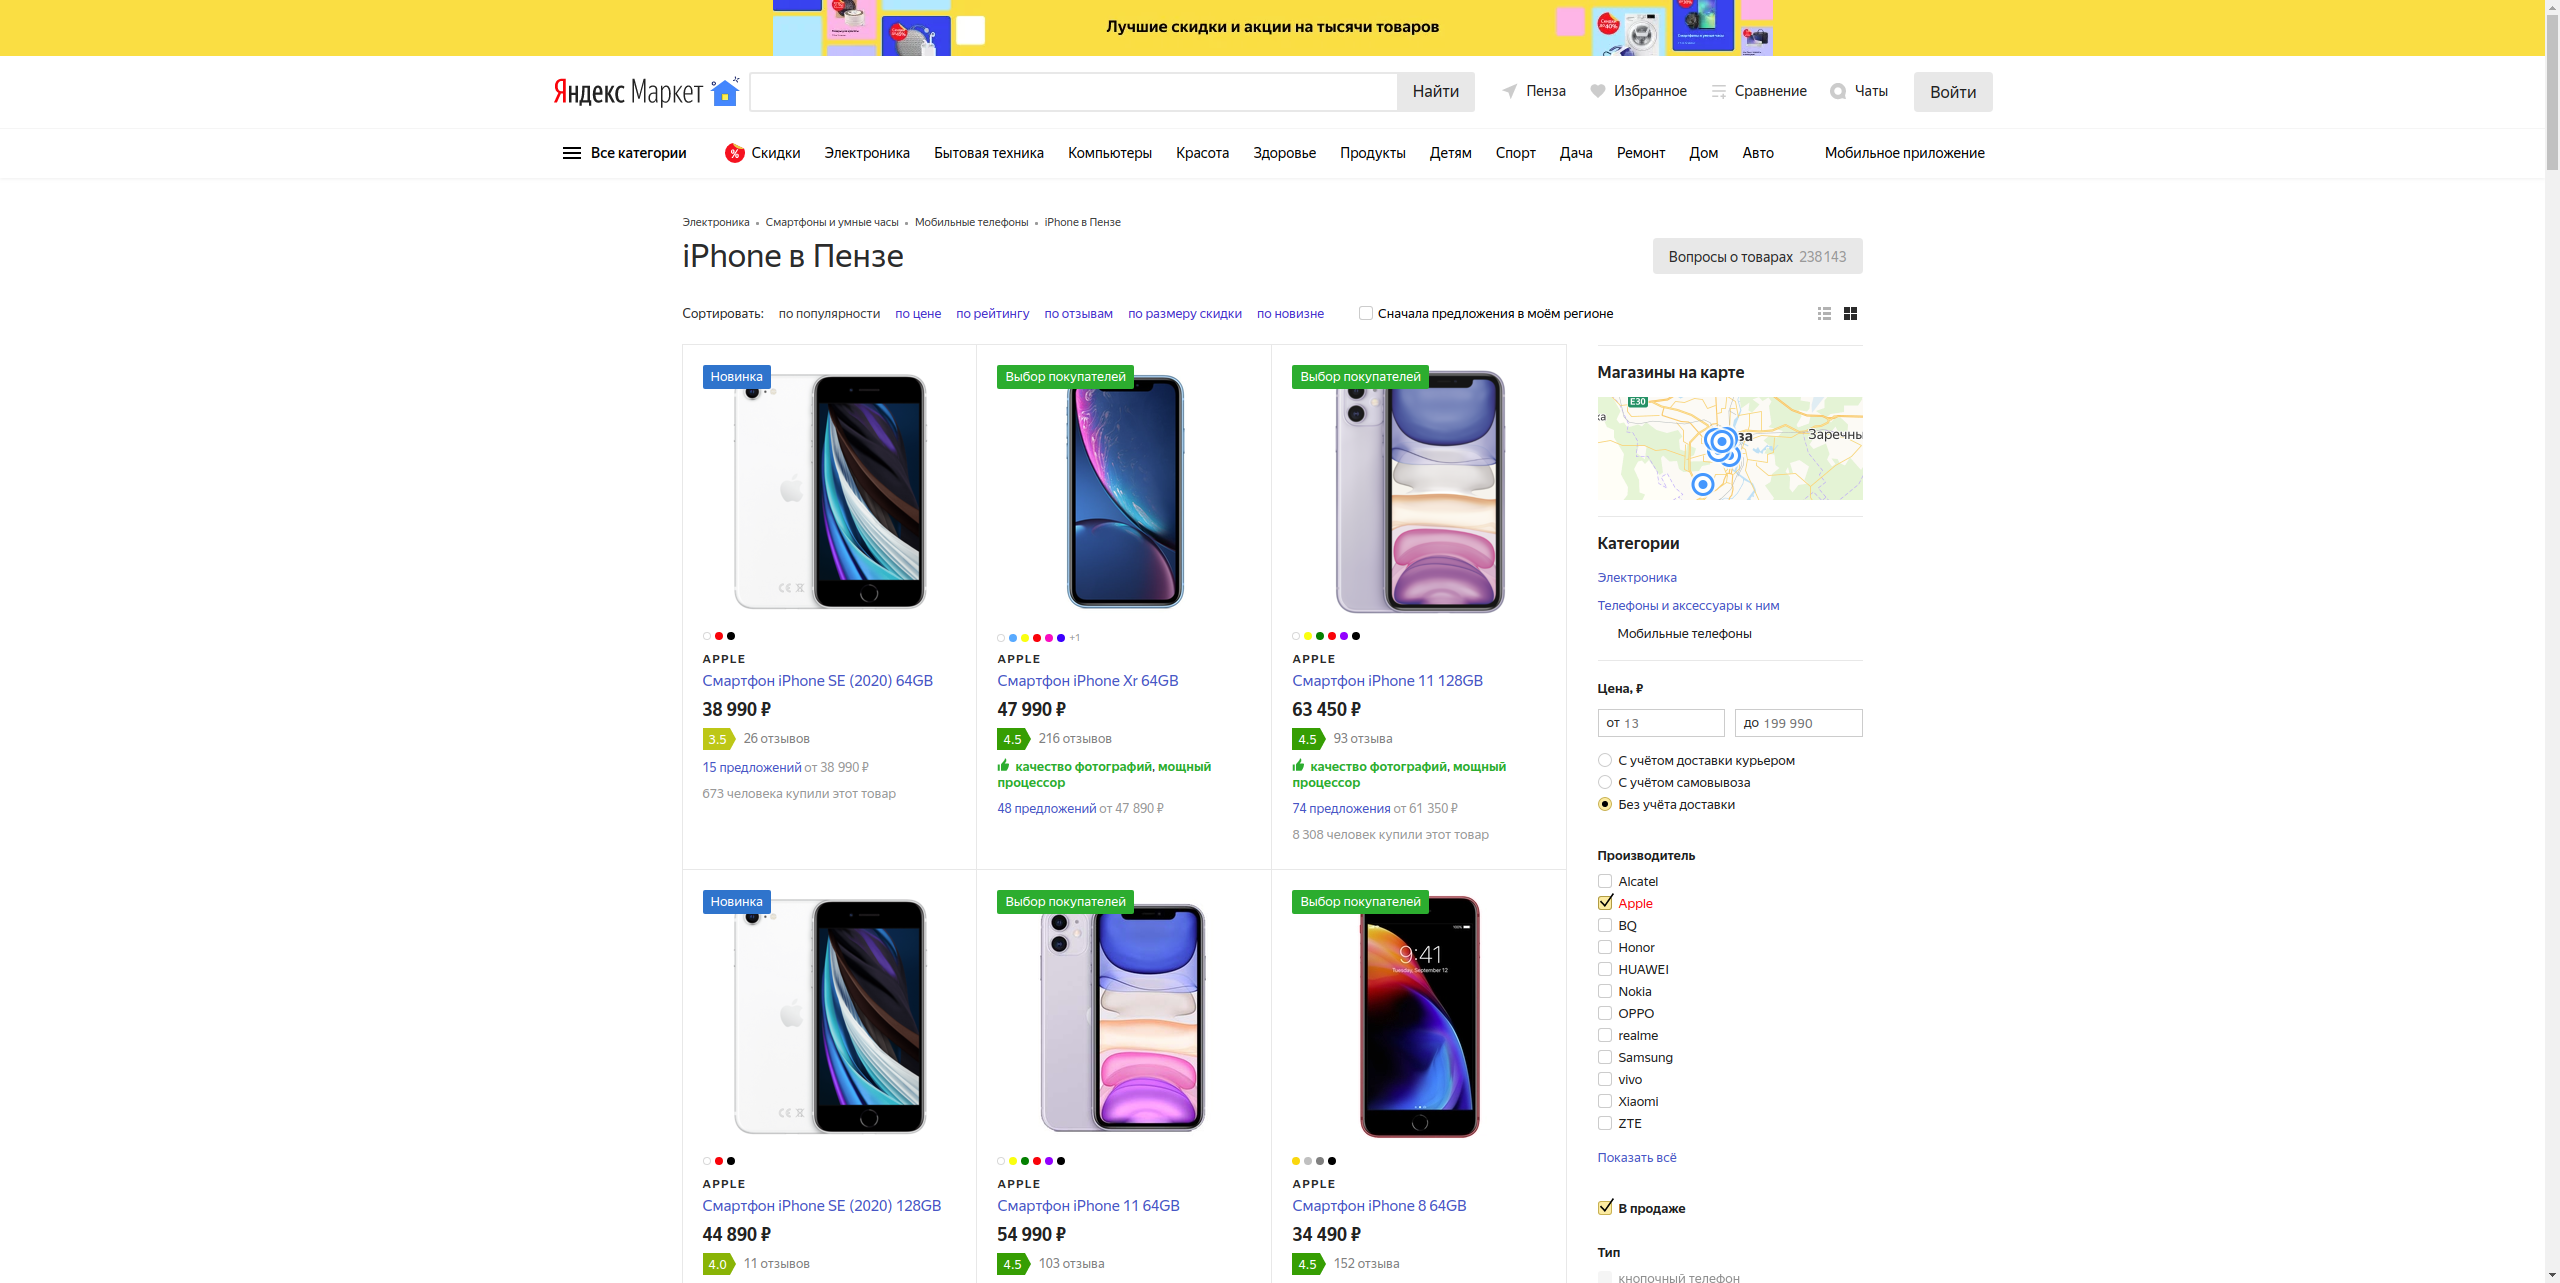 Лучшие скидки и акции на тысячи товаров
Яндекс Маркет
Найти
Пенза
Избранное
Сравнение
Чаты
Войти
Все категории
% Скидки
Электроника
Бытовая техника
Компьютеры
Красота
Здоровье
Продукты
Детям
Спорт
Дача
Ремонт
Дом
Авто
Мобильное приложение
Электроника • Смартфоны и умные часы • Мобильные телефоны • iPhone в Пензе
iPhone в Пензе
Вопросы о товарах 238143
Сортировать: по популярности по цене по рейтингу по отзывам по размеру скидки по новизне
Сначала предложения в моём регионе
Новинка
APPLE
Смартфон iPhone SE (2020) 64GB
38 990 ₽
3.5 26 отзывов
15 предложений от 38 990 ₽
673 человека купили этот товар
Выбор покупателей
+1
APPLE
Смартфон iPhone Xr 64GB
47 990 ₽
4.5 216 отзывов
качество фотографий, мощный
процессор
48 предложений от 47 890 ₽
Выбор покупателей
APPLE
Смартфон iPhone 11 128GB
63 450 ₽
4.5 93 отзыва
качество фотографий, мощный
процессор
74 предложения от 61 350 ₽
8 308 человек купили этот товар
Новинка
APPLE
Смартфон iPhone SE (2020) 128GB
44 890 ₽
4.0 11 отзывов
Выбор покупателей
APPLE
Смартфон iPhone 11 64GB
54 990 ₽
4.5 103 отзыва
Выбор покупателей
9:41
Tuesday, September 12
APPLE
Смартфон iPhone 8 64GB
34 490 ₽
4.5 152 отзыва
Магазины на карте
E30
ка
за
Заречны
Категории
Электроника
Телефоны и аксессуары к ним
Мобильные телефоны
Цена, ₽
от 13
до 199 990
С учётом доставки курьером
С учётом самовывоза
Без учёта доставки
Производитель
Alcatel
Apple
BQ
Honor
HUAWEI
Nokia
OPPO
realme
Samsung
vivo
Xiaomi
ZTE
Показать всё
В продаже
Тип
кнопочный телефон